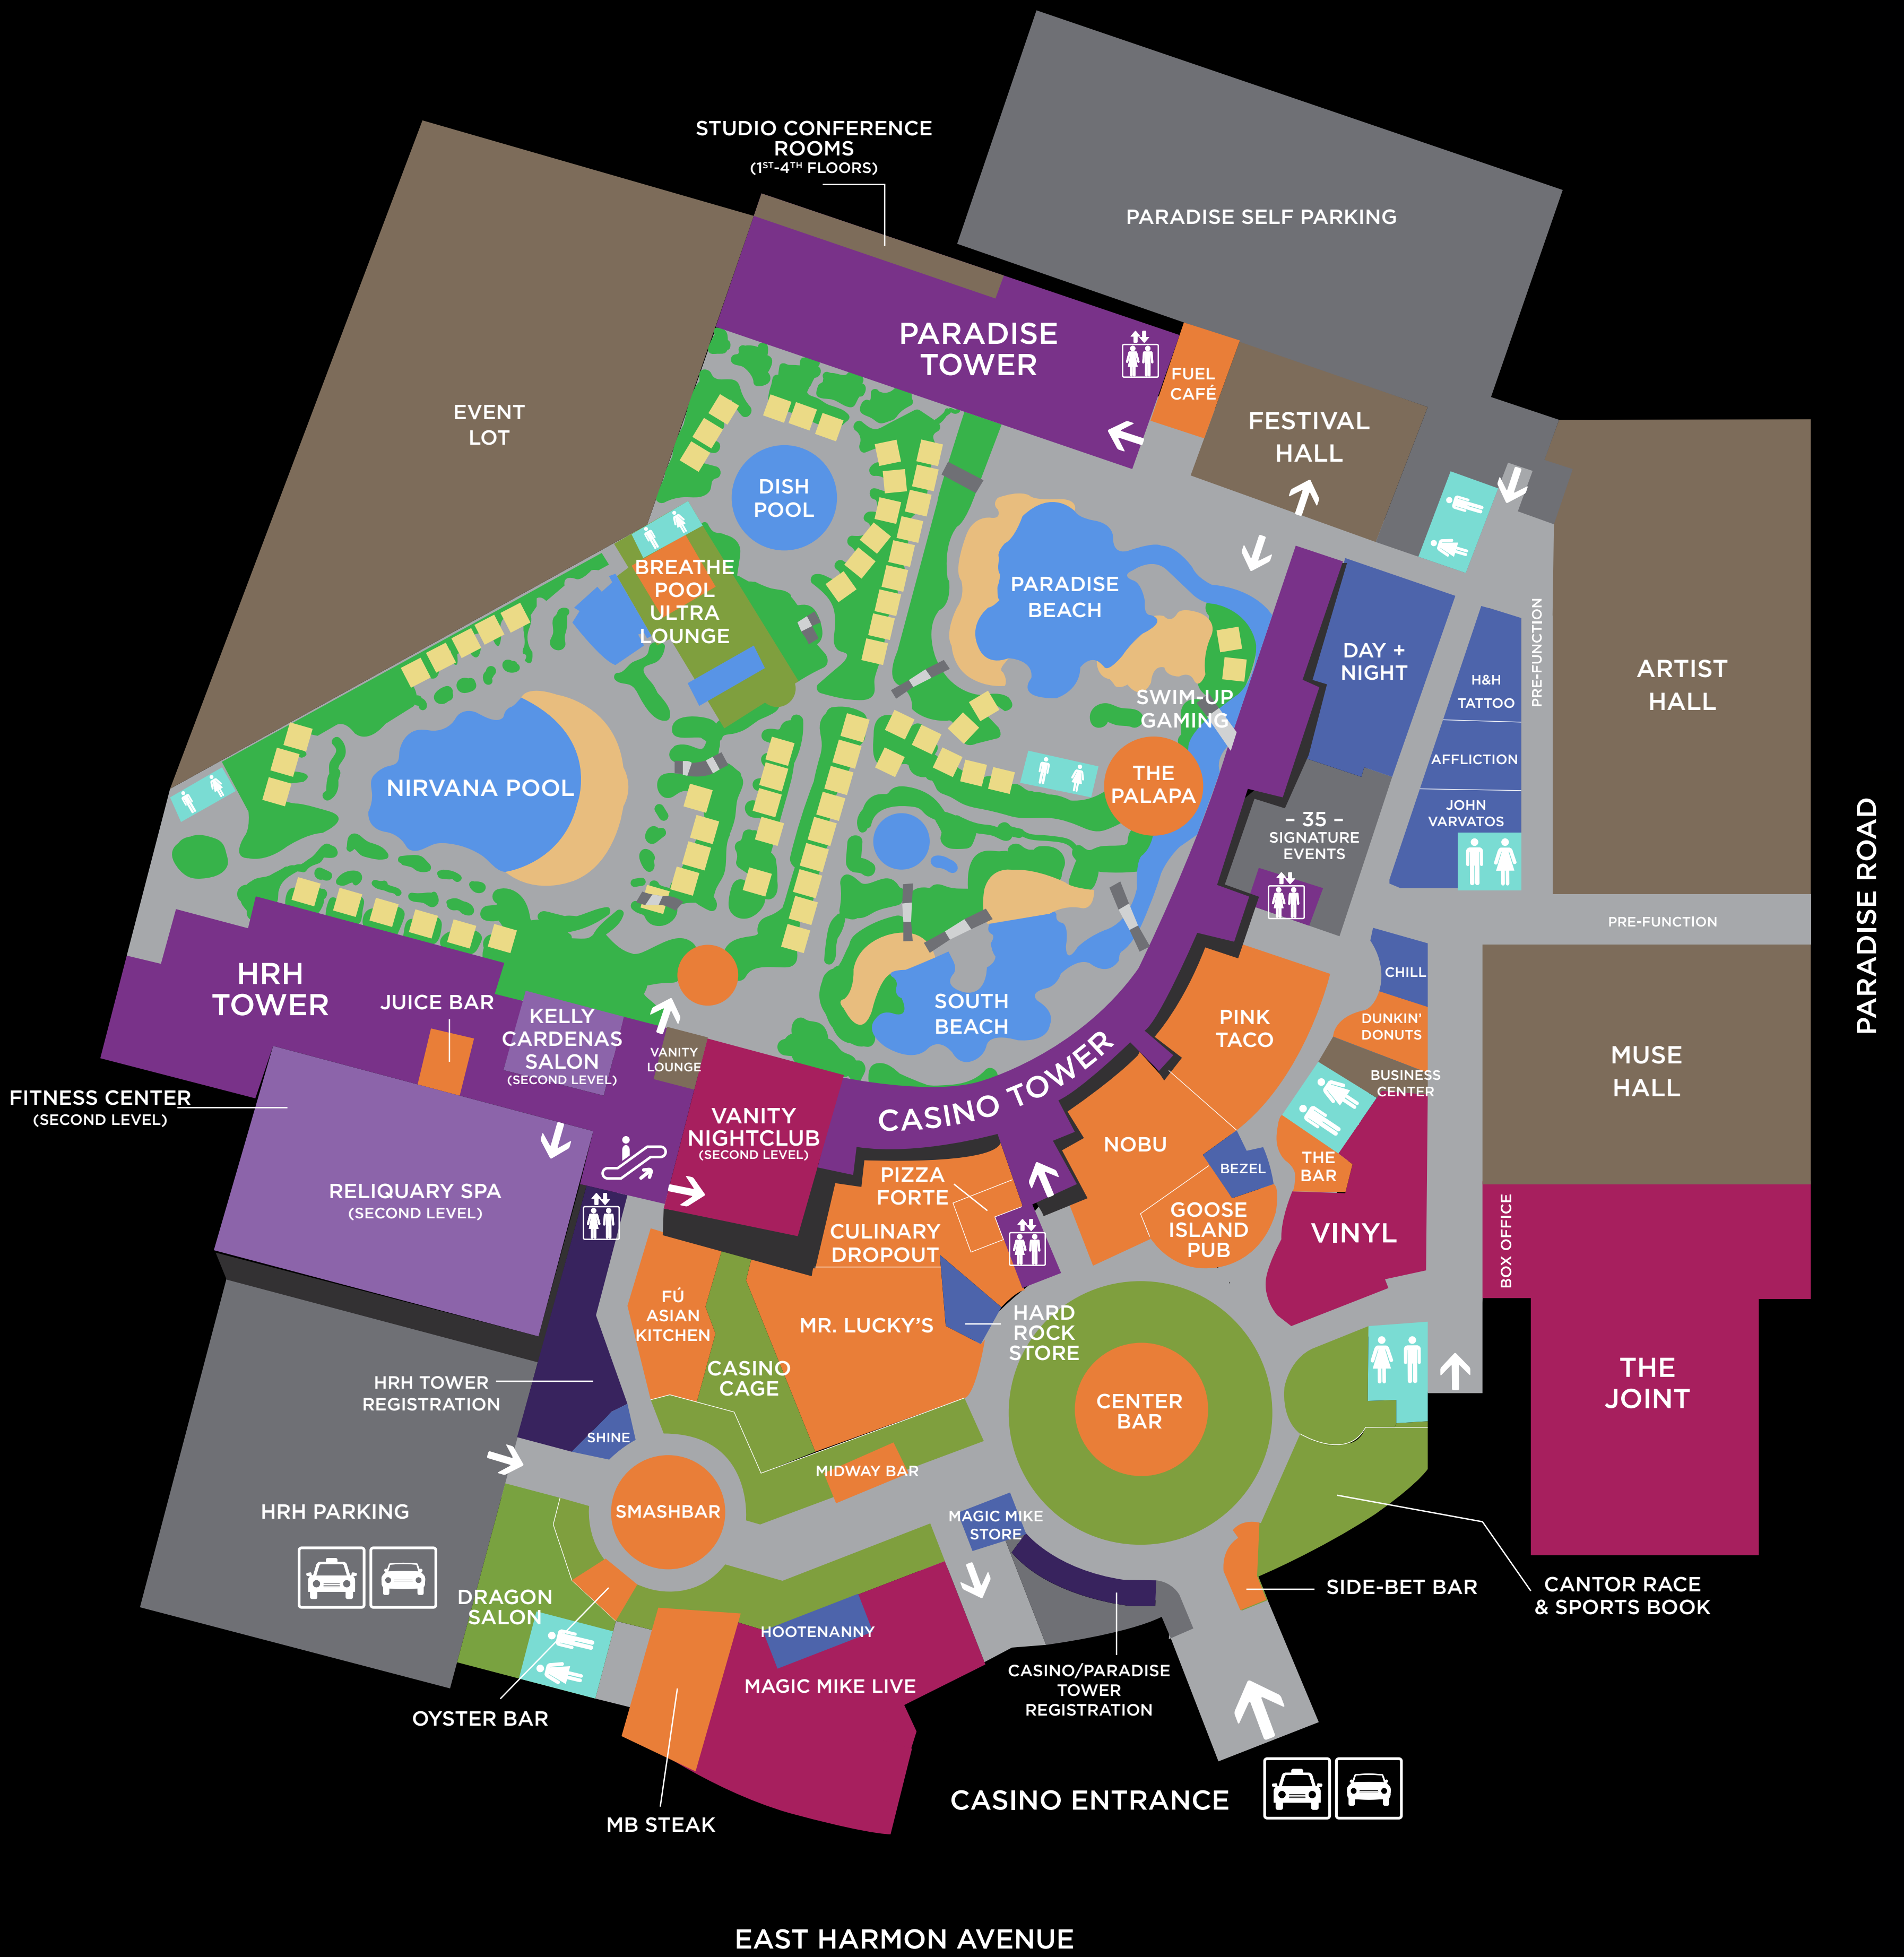 STUDIO CONFERENCE
ROOMS
(1ST-4TH FLOORS)
PARADISE SELF PARKING
PARADISE
TOWER
FUEL
CAFÉ
EVENT
LOT
FESTIVAL
HALL
DISH
POOL
BREATHE
POOL
ULTRA
LOUNGE
PARADISE
BEACH
DAY +
NIGHT
H&H
TATTOO
PRE-FUNCTION
ARTIST
HALL
SWIM-UP
GAMING
AFFLICTION
NIRVANA POOL
THE
PALAPA
JOHN
VARVATOS
– 35 –
SIGNATURE
EVENTS
PARADISE ROAD
PRE-FUNCTION
HRH
TOWER
JUICE BAR
KELLY
CARDENAS
SALON
(SECOND LEVEL)
VANITY
LOUNGE
SOUTH
BEACH
PINK
TACO
CHILL
DUNKIN'
DONUTS
BUSINESS
CENTER
MUSE
HALL
FITNESS CENTER
(SECOND LEVEL)
VANITY
NIGHTCLUB
(SECOND LEVEL)
CASINO TOWER
NOBU
BEZEL
THE
BAR
RELIQUARY SPA
(SECOND LEVEL)
PIZZA
FORTE
CULINARY
DROPOUT
GOOSE
ISLAND
PUB
VINYL
BOX OFFICE
FÚ
ASIAN
KITCHEN
MR. LUCKY'S
HARD
ROCK
STORE
CASINO
CAGE
HRH TOWER
REGISTRATION
CENTER
BAR
THE
JOINT
SHINE
MIDWAY BAR
HRH PARKING
SMASHBAR
MAGIC MIKE
STORE
DRAGON
SALON
SIDE-BET BAR
CANTOR RACE
& SPORTS BOOK
HOOTENANNY
MAGIC MIKE LIVE
CASINO/PARADISE
TOWER
REGISTRATION
OYSTER BAR
CASINO ENTRANCE
MB STEAK
EAST HARMON AVENUE